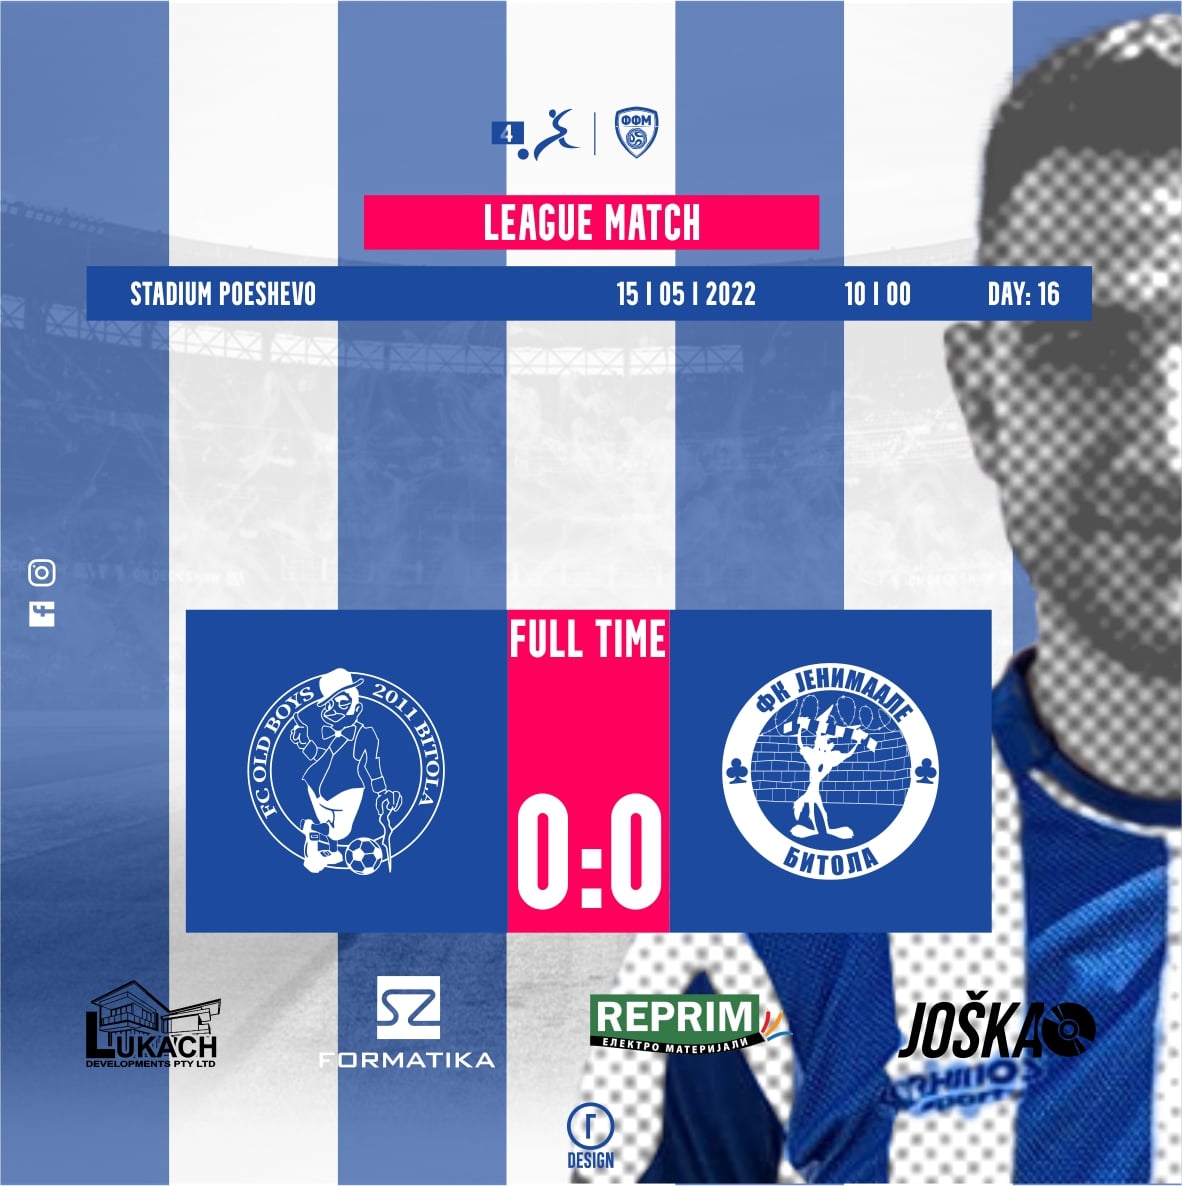 4
ФФМ
LEAGUE MATCH
STADIUM POESHEVO 15 | 05 | 2022 10 | 00 DAY: 16
FULL TIME
FC OLD BOYS 2011 BITOLA
ФК ЈЕНИМААЛЕ
БИТОЛА
0:0
LUKACH
DEVELOPMENTS PTY LTD
FORMATIKA
REPRIM
ЕЛЕКТРО МАТЕРИЈАЛИ
JOŠKA
Г
DESIGN